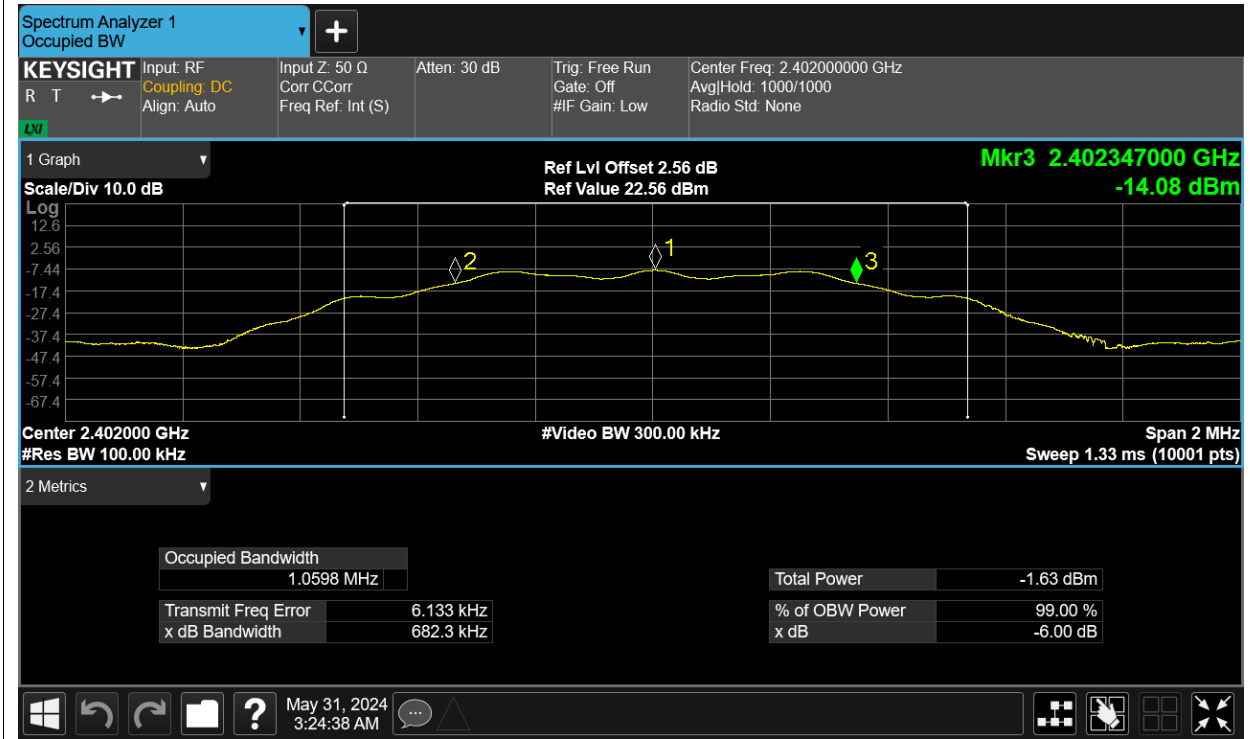 Spectrum Analyzer 1
Occupied BW
KEYSIGHT
R T
LXI
Input: RF
Coupling: DC
Align: Auto
Input Z: 50 Ω
Corr CCorr
Freq Ref: Int (S)
Atten: 30 dB
Trig: Free Run
Gate: Off
#IF Gain: Low
Center Freq: 2.402000000 GHz
Avg|Hold: 1000/1000
Radio Std: None
1 Graph
Scale/Div 10.0 dB
Ref Lvl Offset 2.56 dB
Ref Value 22.56 dBm
Mkr3 2.402347000 GHz
-14.08 dBm
Log
12.6
2.56
-7.44
-17.4
-27.4
-37.4
-47.4
-57.4
-67.4
2
1
3
Center 2.402000 GHz
#Res BW 100.00 kHz
#Video BW 300.00 kHz
Span 2 MHz
Sweep 1.33 ms (10001 pts)
2 Metrics
Occupied Bandwidth
1.0598 MHz
Transmit Freq Error 6.133 kHz
x dB Bandwidth 682.3 kHz
Total Power -1.63 dBm
% of OBW Power 99.00 %
x dB -6.00 dB
?
May 31, 2024
3:24:38 AM